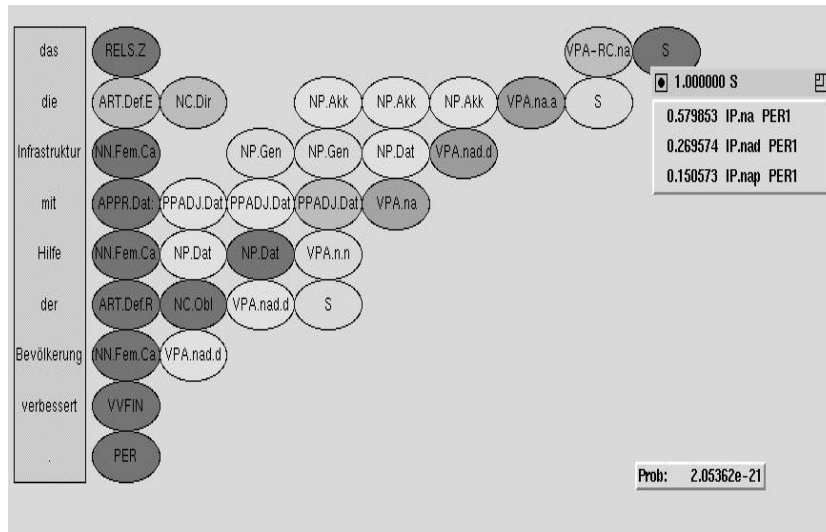 das RELS.Z VPA-RC.na S
1.000000 S
die ART.Def.E NC.Dir NP.Akk NP.Akk NP.Akk VPA.na.a S
0.579853 IP.na PER1
0.269574 IP.nad PER1
0.150573 IP.nap PER1
Infrastruktur NN.Fem.Ca NP.Gen NP.Gen NP.Dat VPA.nad.d
mit APPR.Dat: PPADJ.Dat PPADJ.Dat PPADJ.Dat VPA.na
Hilfe NN.Fem.Ca NP.Dat NP.Dat VPA.n.n
der ART.Def.R NC.Obl VPA.nad.d S
Bevölkerung NN.Fem.Ca VPA.nad.d
verbessert VVFIN
. PER
Prob: 2.05362e-21